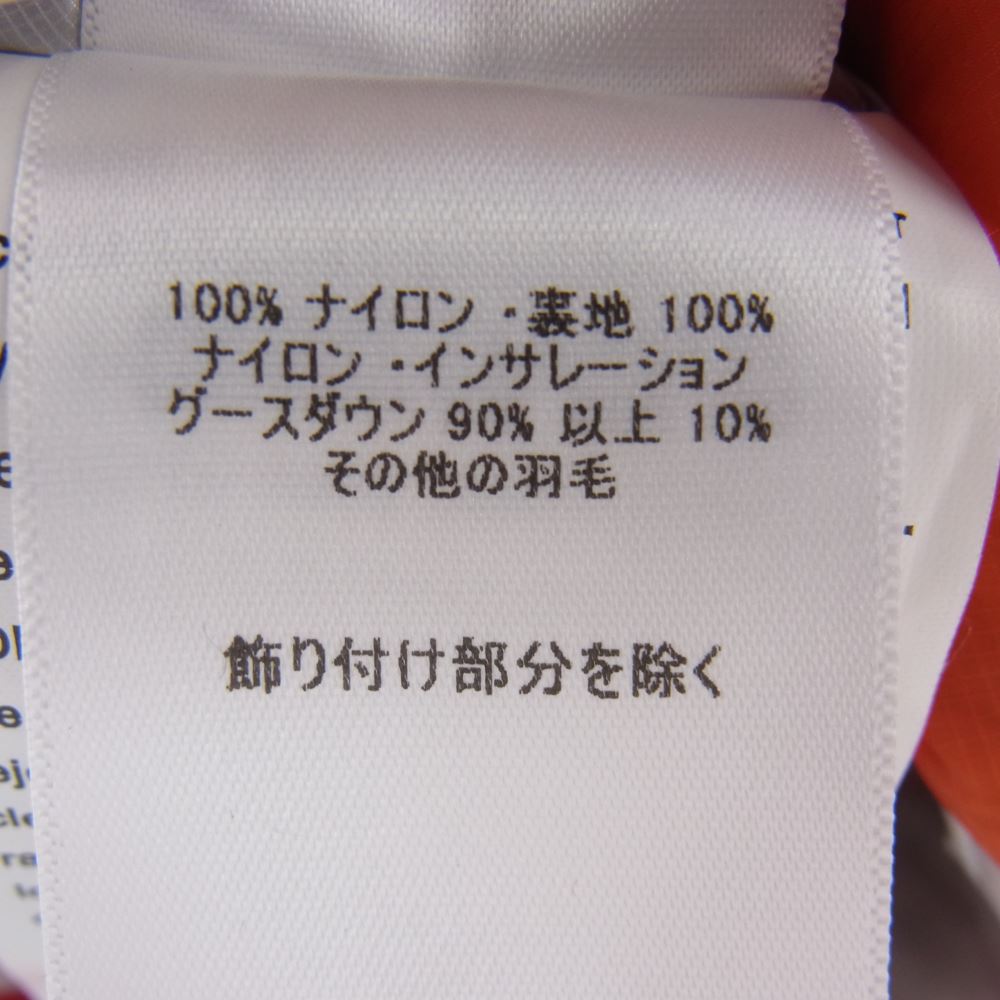 100% ナイロン ・裏地 100%
ナイロン ・インサレーション
グースダウン 90% 以上 10%
その他の羽毛
飾り付け部分を除く